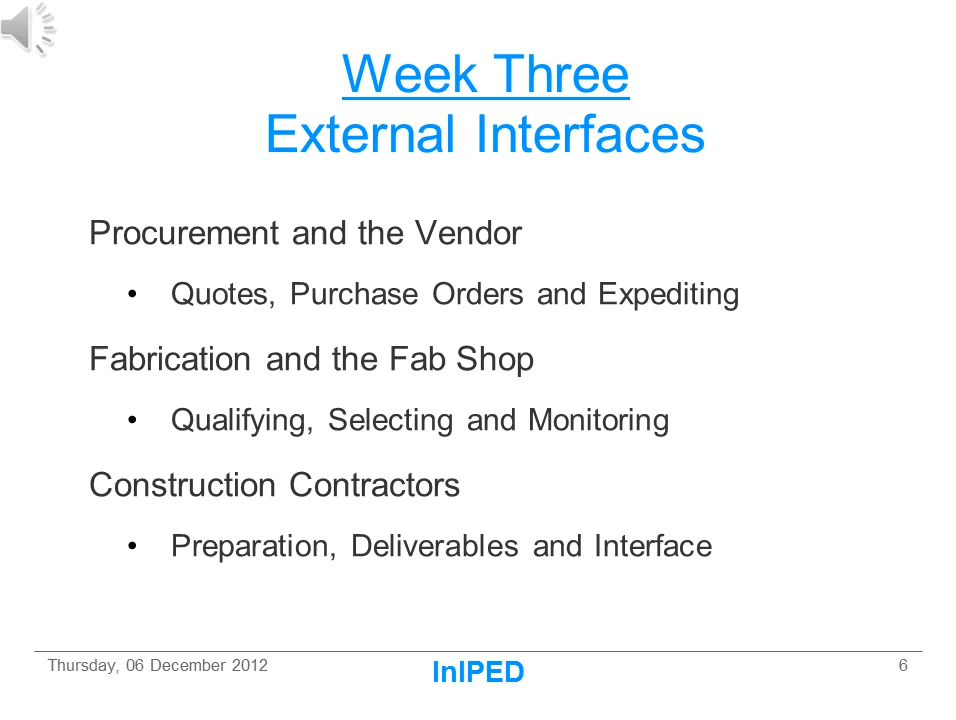 Week Three
External Interfaces
Procurement and the Vendor
• Quotes, Purchase Orders and Expediting
Fabrication and the Fab Shop
• Qualifying, Selecting and Monitoring
Construction Contractors
• Preparation, Deliverables and Interface
Thursday, 06 December 2012
InIPED
6